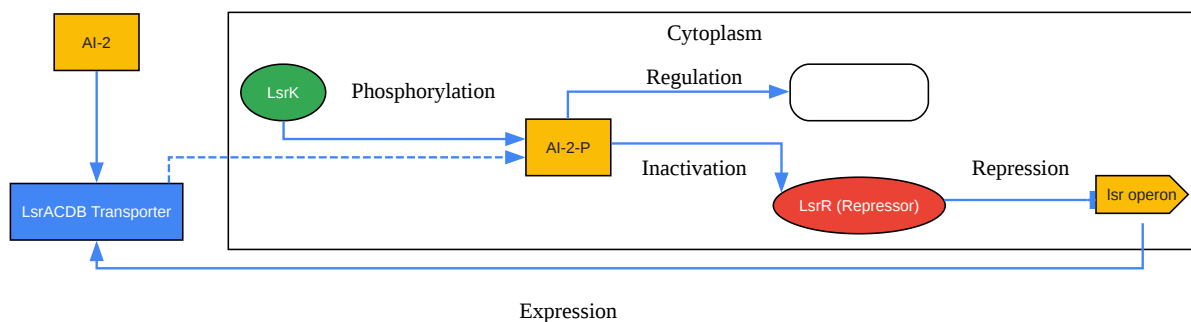 AI-2
Cytoplasm
LsrK
Phosphorylation
Regulation
AI-2-P
Inactivation
Repression
LsrACDB Transporter
LsrR (Repressor)
lsr operon
Expression